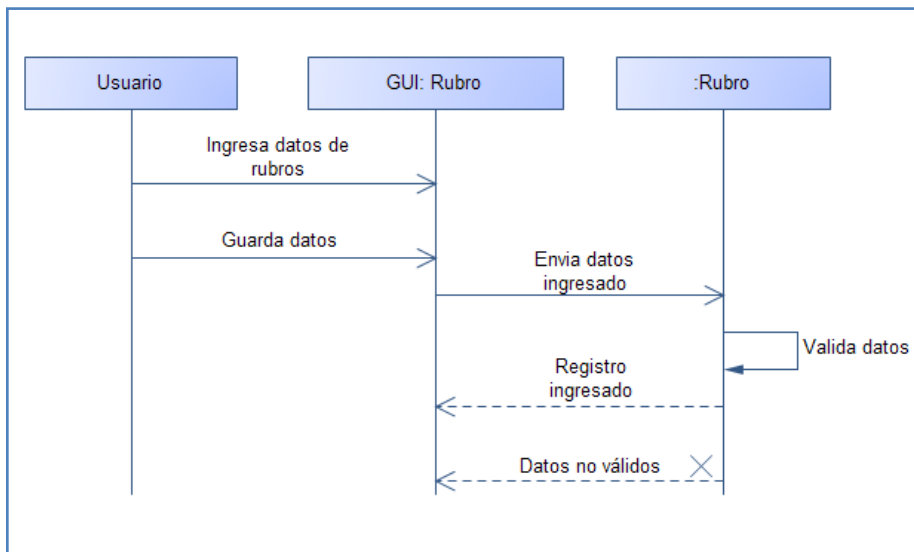 Usuario
GUI: Rubro
:Rubro
Ingresa datos de
rubros
Guarda datos
Envia datos
ingresado
Valida datos
Registro
ingresado
Datos no válidos